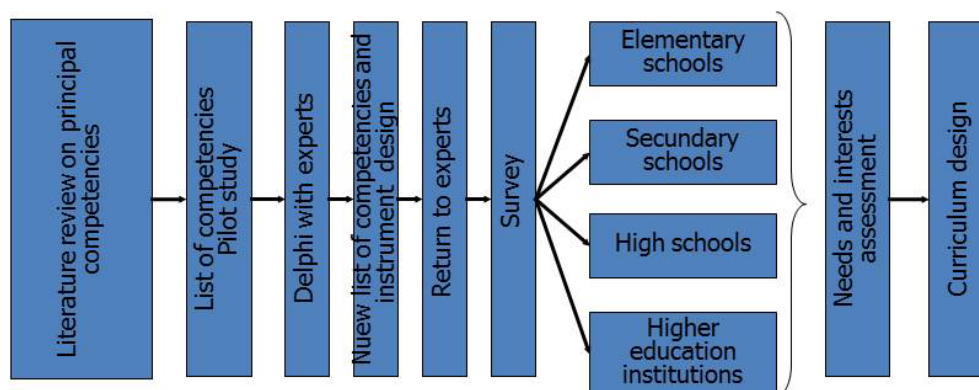 Literature review on principal
competencies
List of competencies
Pilot study
Delphi with experts
Nuew list of competencies and
instrument design
Return to experts
Survey
Elementary
schools
Secundary
schools
High schools
Higher
education
institutions
Needs and interests
assessment
Curriculum design